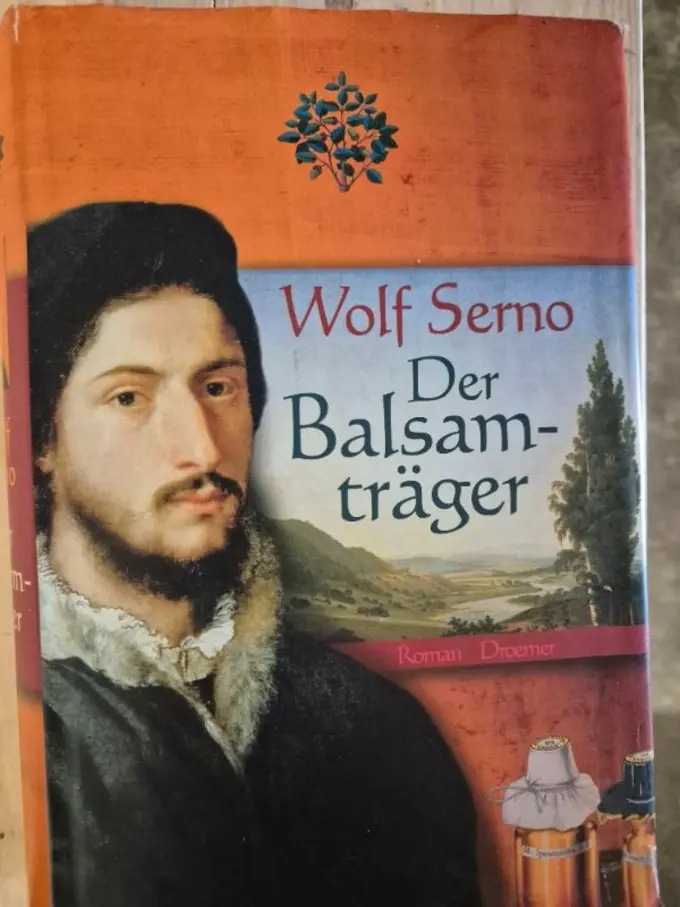 Wolf Serno
Der
Balsam-
träger
Roman Droemer